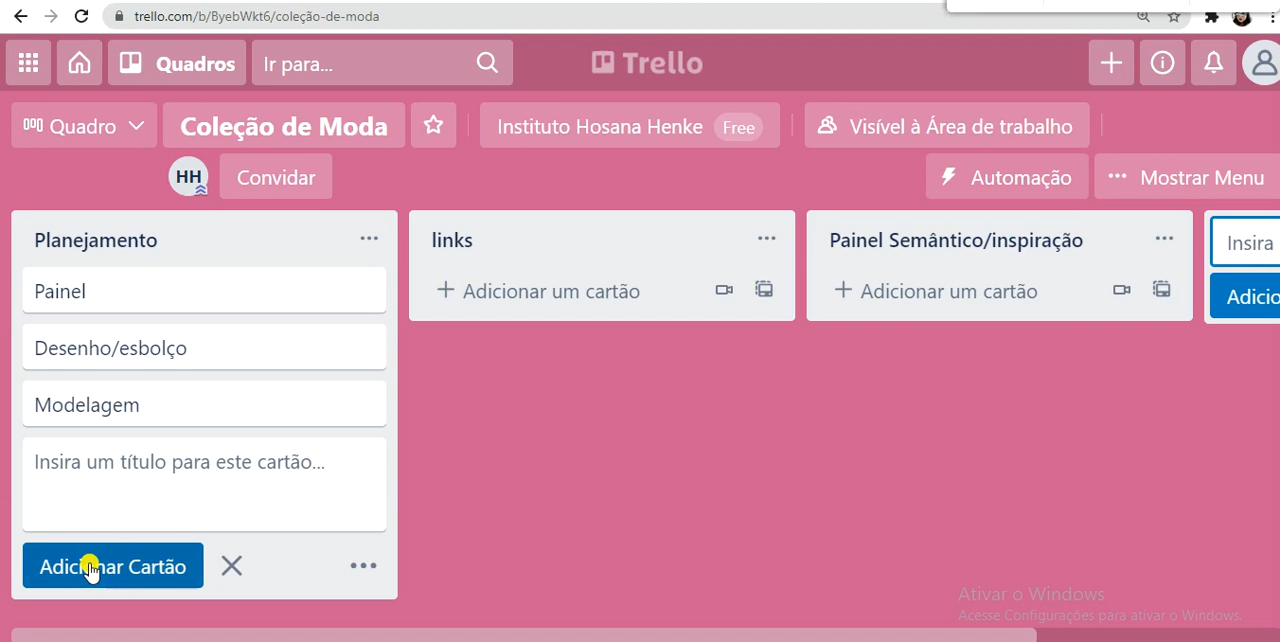 trello.com/b/ByebWkt6/coleção-de-moda
Quadros
Ir para...
Trello
Quadro
Coleção de Moda
Instituto Hosana Henke Free
Visível à Área de trabalho
HH
Convidar
Automação
Mostrar Menu
Planejamento
Painel
Desenho/esbolço
Modelagem
Insira um título para este cartão...
Adicionar Cartão
links
Adicionar um cartão
Painel Semântico/inspiração
Adicionar um cartão
Insira
Adicio
Ativar o Windows
Acesse Configurações para ativar o Windows.